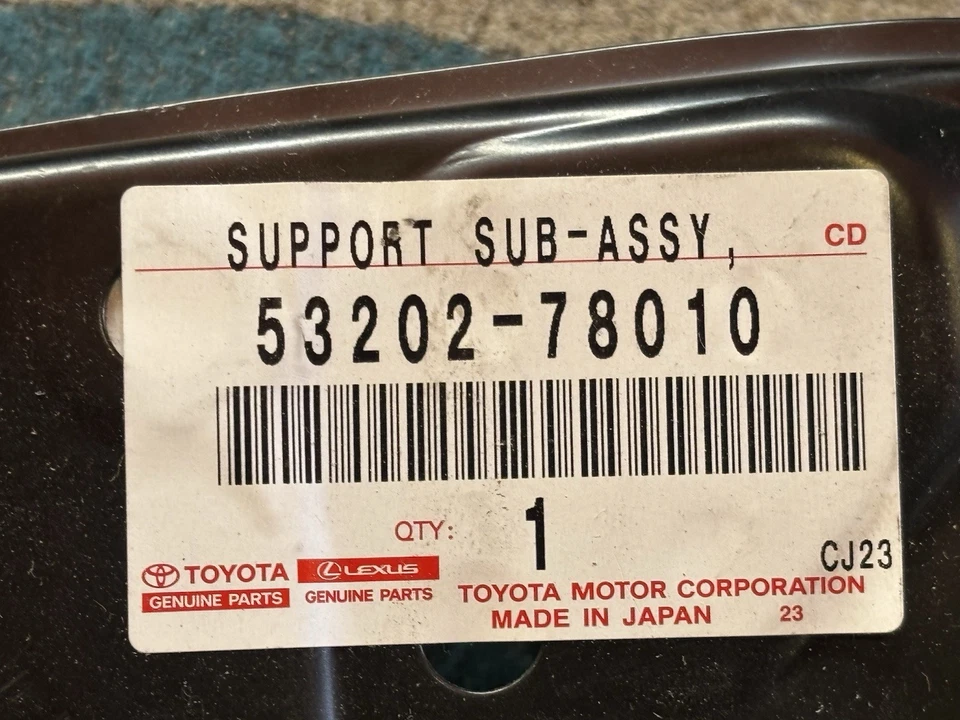 SUPPORT SUB-ASSY, CD
53202-78010
QTY: 1
CJ23
TOYOTA LEXUS
GENUINE PARTS GENUINE PARTS
TOYOTA MOTOR CORPORATION
MADE IN JAPAN 23